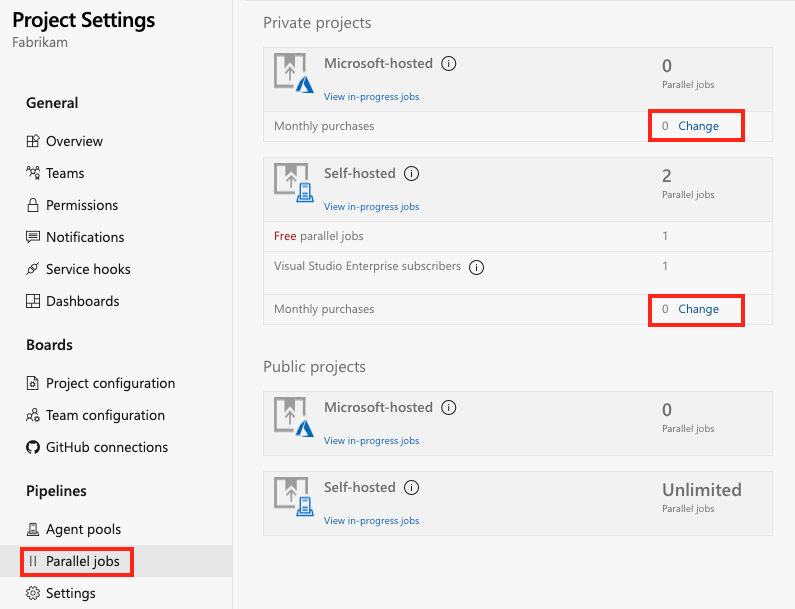 Project Settings
Fabrikam
General
Overview
Teams
Permissions
Notifications
Service hooks
Dashboards
Boards
Project configuration
Team configuration
GitHub connections
Pipelines
Agent pools
Parallel jobs
Settings
Private projects
Microsoft-hosted
0
Parallel jobs
View in-progress jobs
Monthly purchases 0 Change
Self-hosted
2
Parallel jobs
View in-progress jobs
Free parallel jobs 1
Visual Studio Enterprise subscribers 1
Monthly purchases 0 Change
Public projects
Microsoft-hosted
0
Parallel jobs
View in-progress jobs
Self-hosted
Unlimited
Parallel jobs
View in-progress jobs